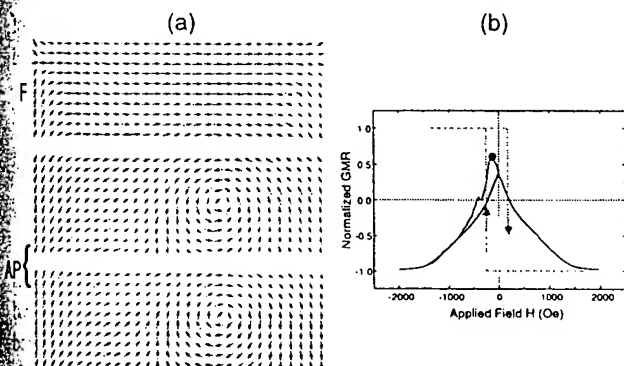 (a)
(b)
F
AP{
Normalized GMR
1 0
0.5
0.0
-0.5
-1 0
-2000 -1000 0 1000 2000
Applied Field H (Oe)